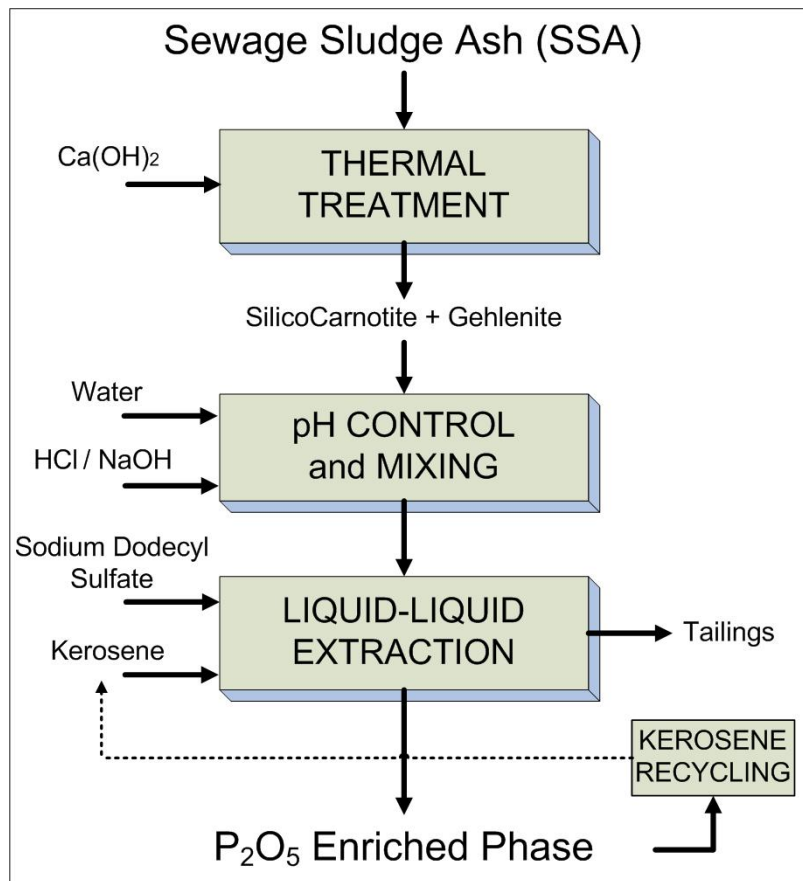 Sewage Sludge Ash (SSA)
Ca(OH)₂
THERMAL
TREATMENT
SilicoCarnotite + Gehlenite
Water
HCl / NaOH
pH CONTROL
and MIXING
Sodium Dodecyl
Sulfate
Kerosene
LIQUID-LIQUID
EXTRACTION
Tailings
KEROSENE
RECYCLING
P₂O₅ Enriched Phase